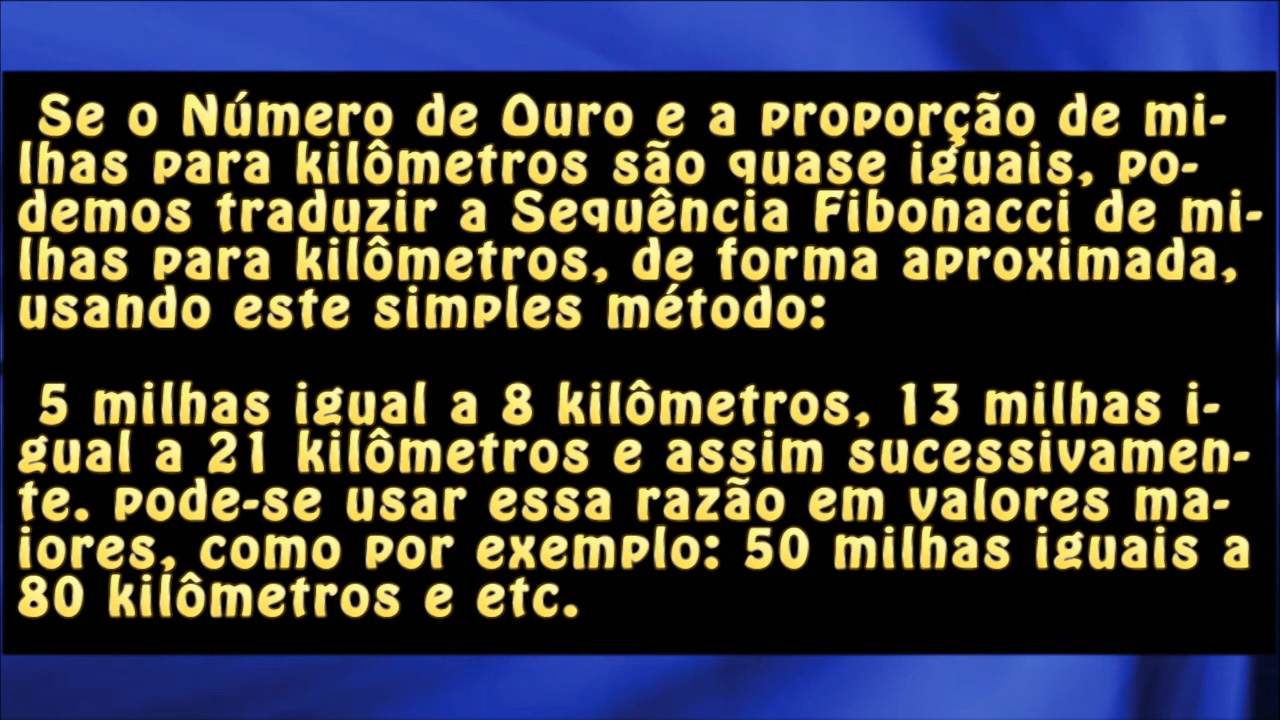 Se o Número de Ouro e a proporção de mi-
lhas para kilômetros são quase iguais, po-
demos traduzir a Sequência Fibonacci de mi-
lhas para kilômetros, de forma aproximada,
usando este simples método:
5 milhas igual a 8 kilômetros, 13 milhas i-
gual a 21 kilômetros e assim sucessivamen-
te. pode-se usar essa razão em valores ma-
iores, como por exemplo: 50 milhas iguais a
80 kilômetros e etc.